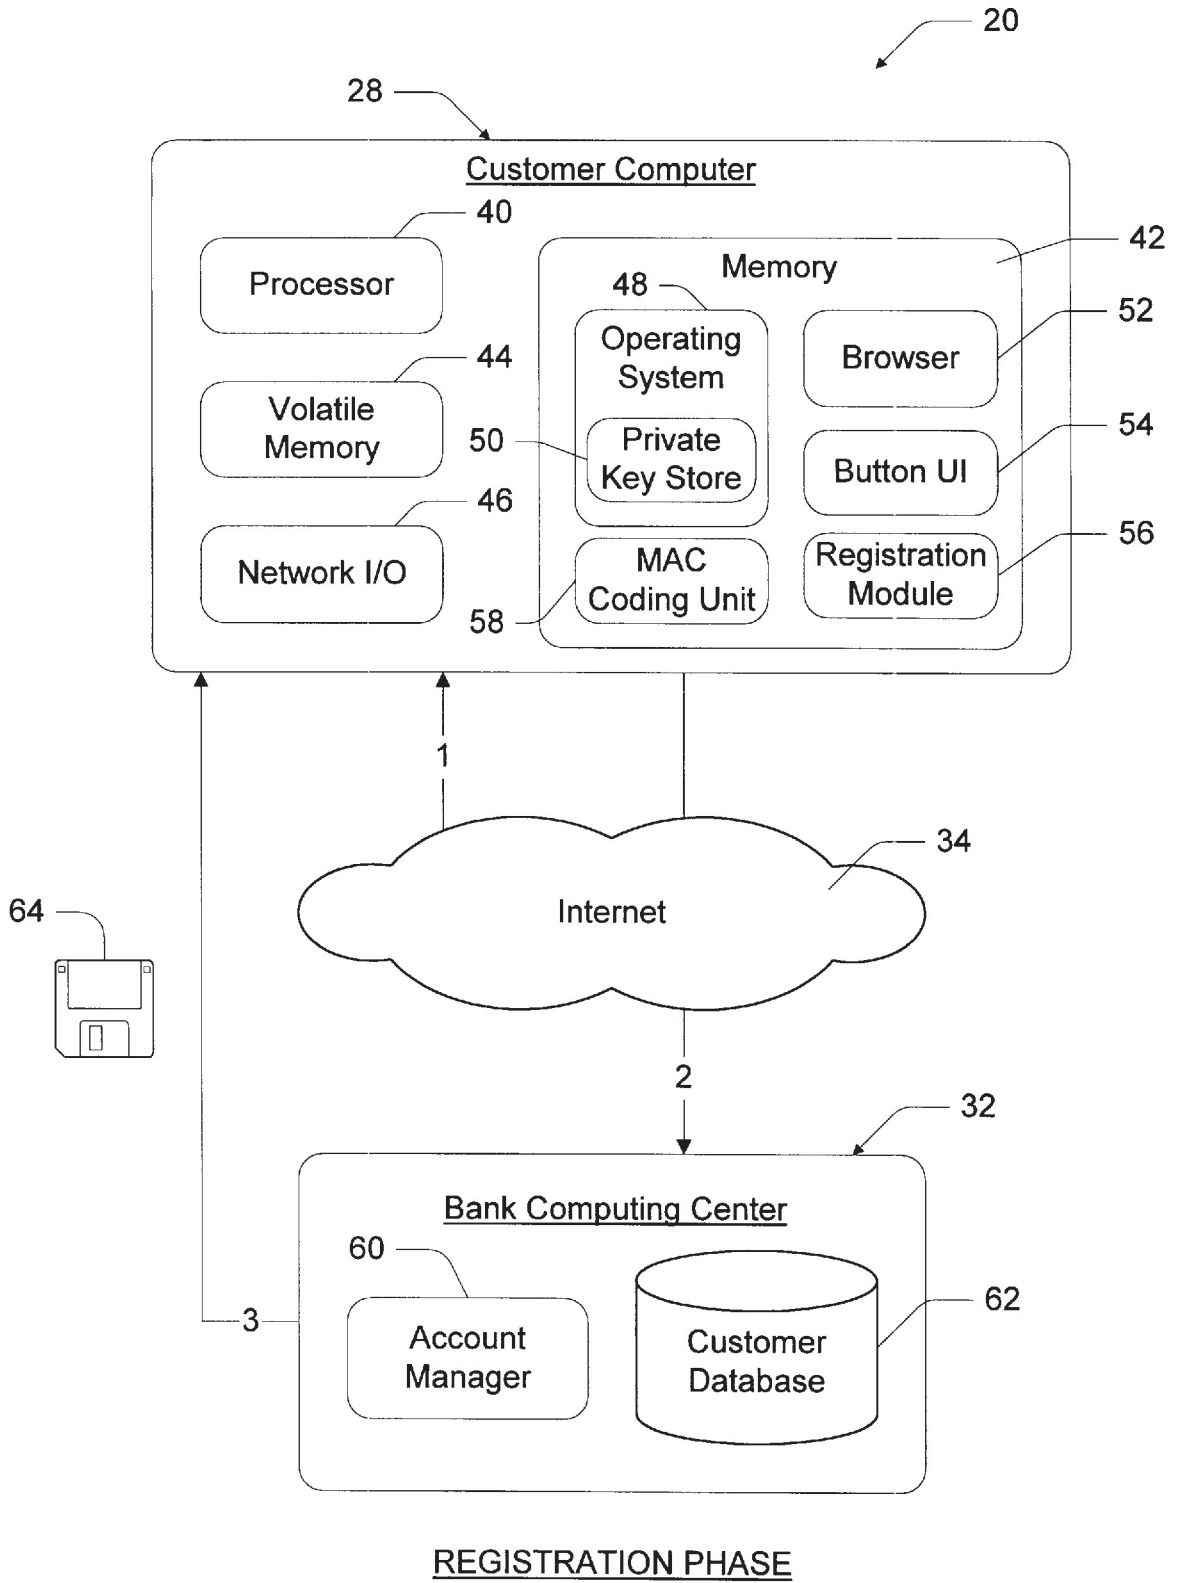 20
28
Customer Computer
40
Processor
42
Memory
48
Operating
System
52
Browser
44
Volatile
Memory
50
Private
Key Store
54
Button UI
46
Network I/O
58
MAC
Coding Unit
56
Registration
Module
1
34
Internet
64
2
32
Bank Computing Center
60
Account
Manager
62
Customer
Database
3
REGISTRATION PHASE